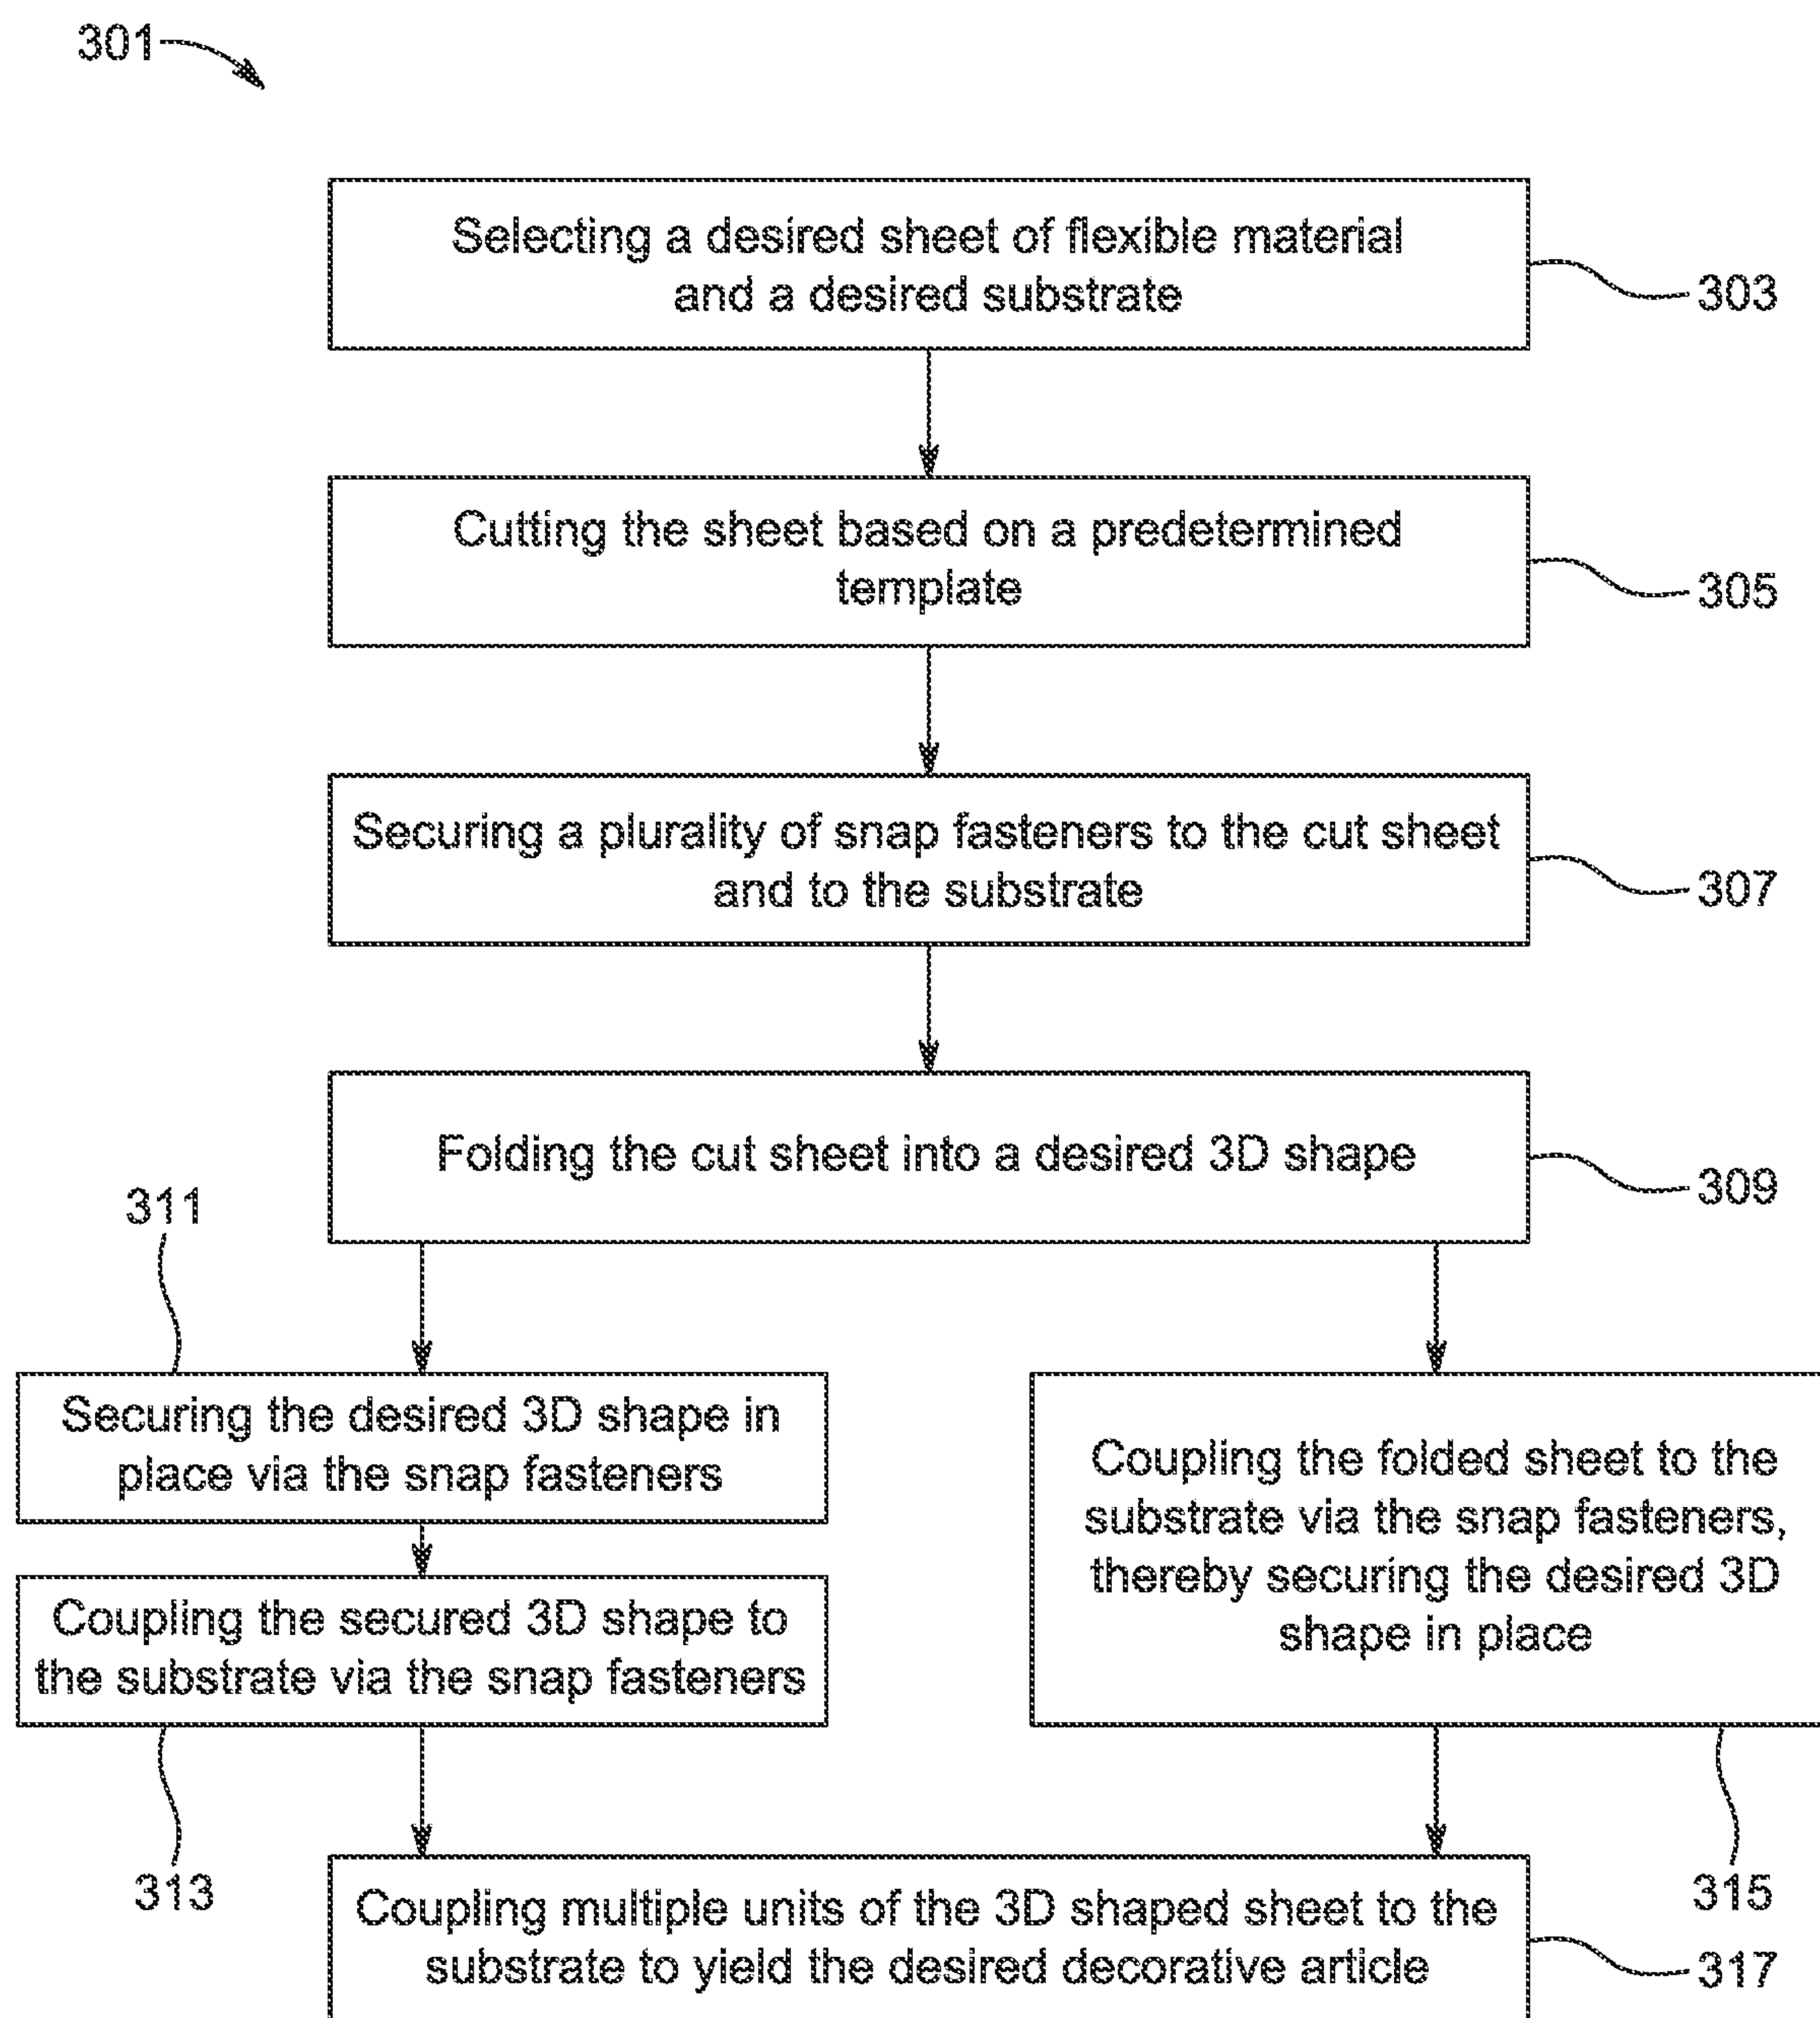 301
Selecting a desired sheet of flexible material
and a desired substrate
303
Cutting the sheet based on a predetermined
template
305
Securing a plurality of snap fasteners to the cut sheet
and to the substrate
307
Folding the cut sheet into a desired 3D shape
309
311
Securing the desired 3D shape in
place via the snap fasteners
Coupling the secured 3D shape to
the substrate via the snap fasteners
313
Coupling the folded sheet to the
substrate via the snap fasteners,
thereby securing the desired 3D
shape in place
315
Coupling multiple units of the 3D shaped sheet to the
substrate to yield the desired decorative article
317